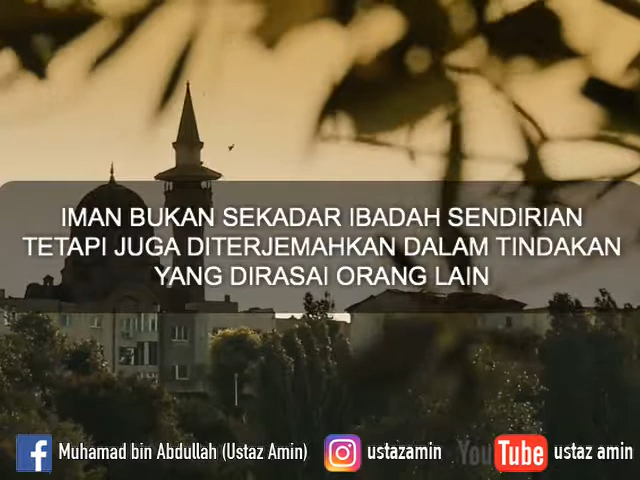 IMAN BUKAN SEKADAR IBADAH SENDIRIAN
TETAPI JUGA DITERJEMAHKAN DALAM TINDAKAN
YANG DIRASAI ORANG LAIN
f Muhamad bin Abdullah (Ustaz Amin) ustazamin YouTube ustaz amin